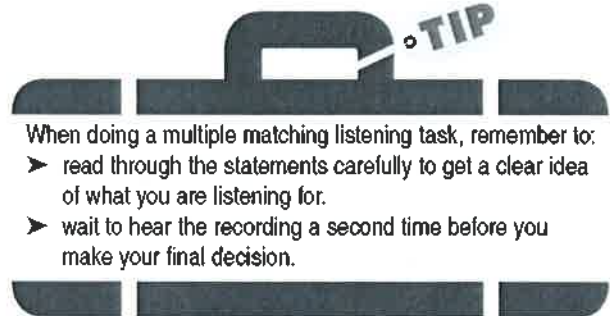 TIP
When doing a multiple matching listening task, remember to:
➤ read through the statements carefully to get a clear idea
of what you are listening for.
➤ wait to hear the recording a second time before you
make your final decision.